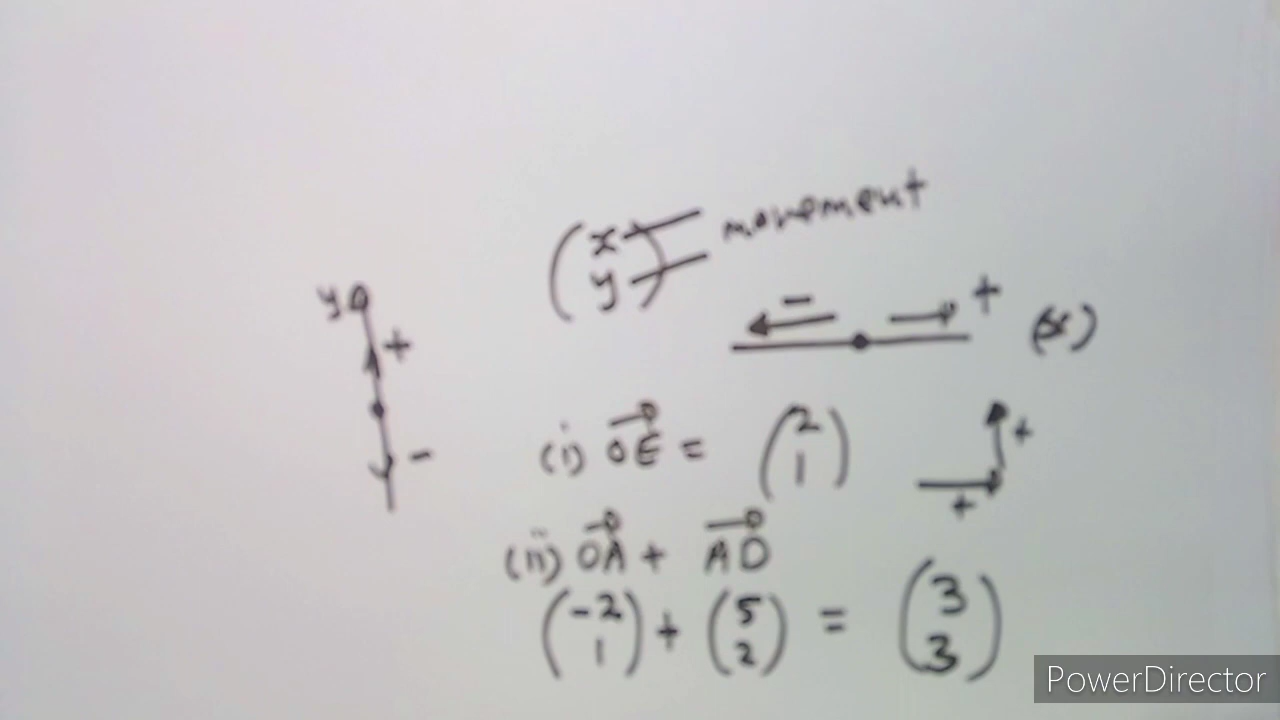 (x
y) movement
y
+
-
- + (x)
(i) OE = (2
1) + +
(ii) OA + AD
(-2
1) + (5
2) = (3
3)
PowerDirector